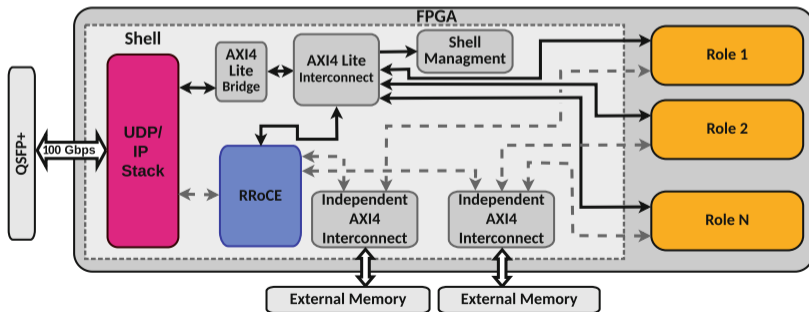 FPGA
Shell
AXI4
Lite
Bridge
AXI4 Lite
Interconnect
Shell
Managment
Role 1
Role 2
Role N
QSFP+
100 Gbps
UDP/
IP
Stack
RRoCE
Independent
AXI4
Interconnect
Independent
AXI4
Interconnect
External Memory
External Memory